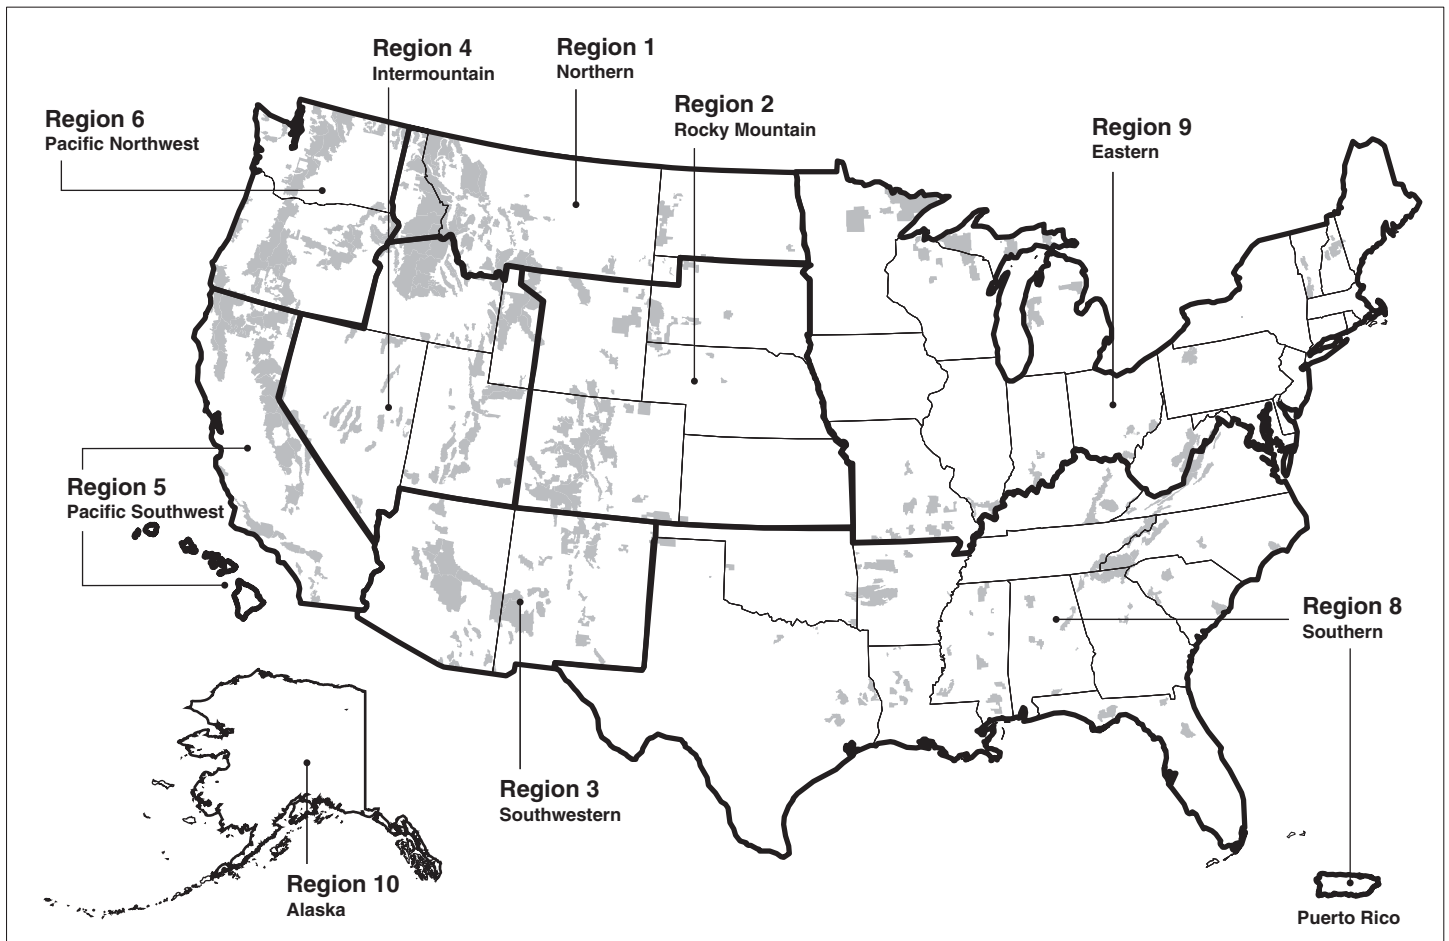 Region 4
Intermountain
Region 1
Northern
Region 2
Rocky Mountain
Region 6
Pacific Northwest
Region 9
Eastern
Region 5
Pacific Southwest
Region 8
Southern
Region 3
Southwestern
Region 10
Alaska
Puerto Rico